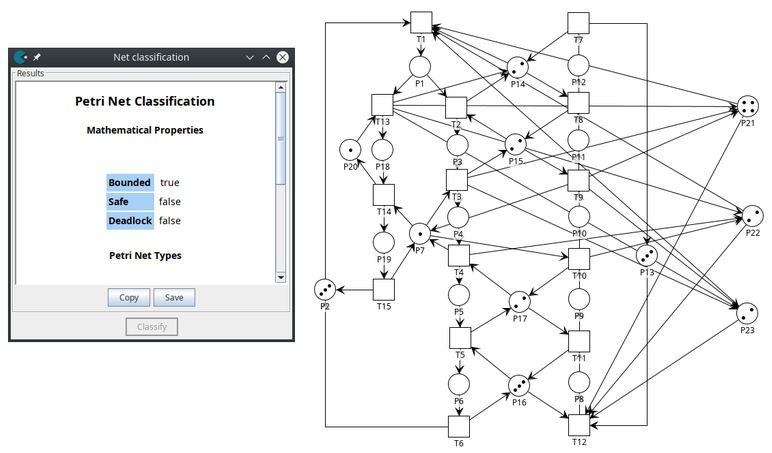 Net classification
Results
Petri Net Classification
Mathematical Properties
Bounded true
Safe false
Deadlock false
Petri Net Types
Copy Save
Classify
T1
T7
P1
P14
P12
P21
T13
T2
T8
P20
P18
P3
P15
P11
T14
T3
T9
P22
P19
P7
P4
P10
P13
T4
T10
P2
T15
P5
P17
P9
P23
T5
T11
P6
P16
P8
T6
T12